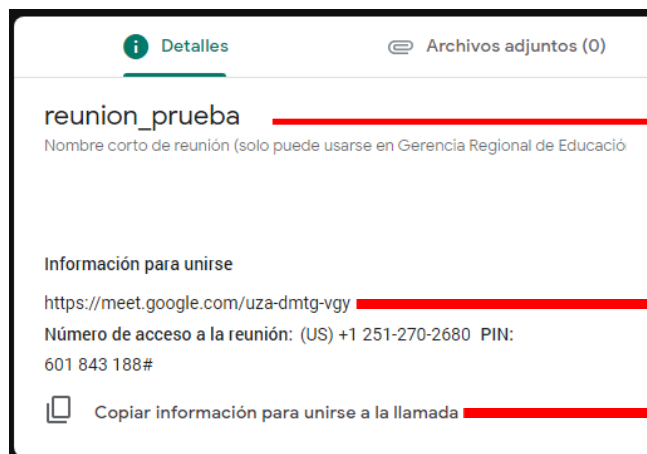 Detalles
Archivos adjuntos (0)
reunion_prueba
Nombre corto de reunión (solo puede usarse en Gerencia Regional de Educació
Información para unirse
https://meet.google.com/uza-dmtg-vgy
Número de acceso a la reunión: (US) +1 251-270-2680 PIN:
601 843 188#
Copiar información para unirse a la llamada